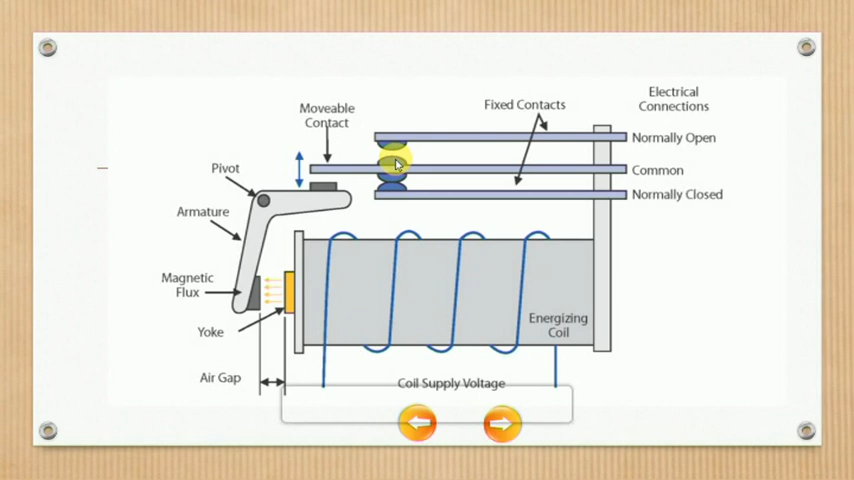 Moveable
Contact
Fixed Contacts
Electrical
Connections
Normally Open
Common
Normally Closed
Pivot
Armature
Magnetic
Flux
Yoke
Air Gap
Energizing
Coil
Coil Supply Voltage